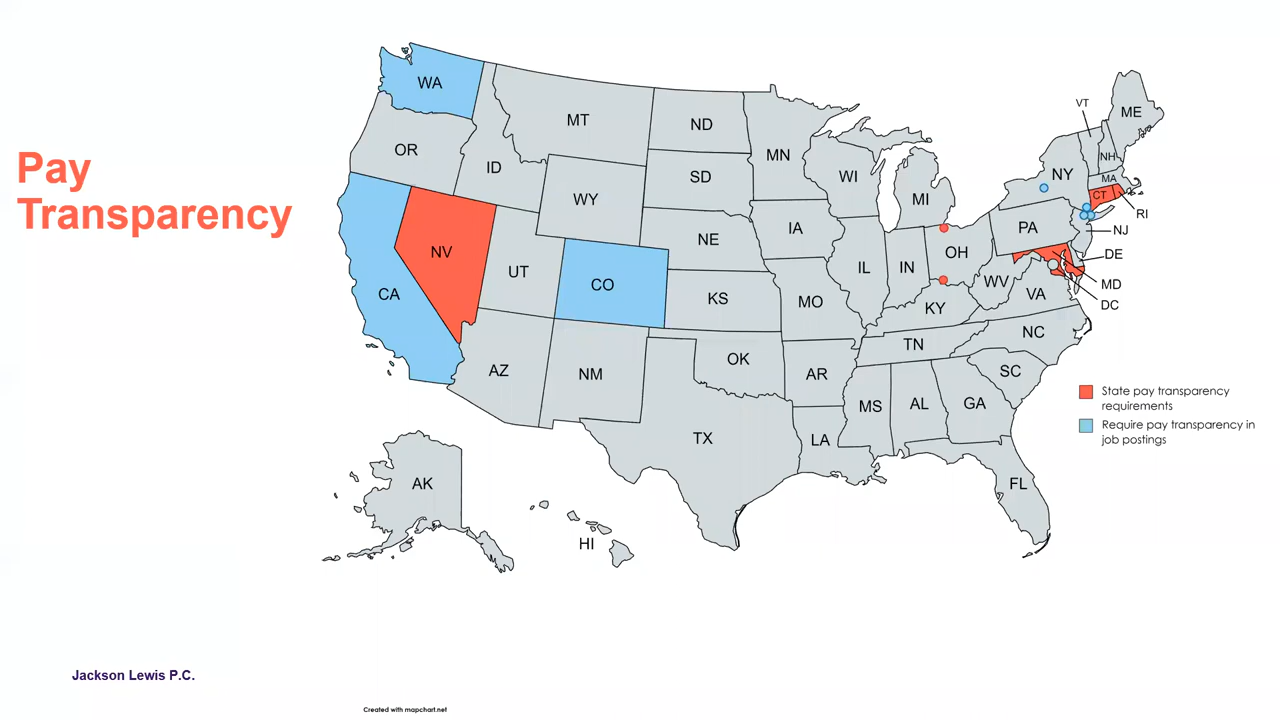 Pay
Transparency
WA
MT
ND
MN
OR
ID
SD
WI
MI
NY
VT
NH
ME
MA
CT
RI
WY
IA
NE
PA
NJ
NV
UT
CO
IL
IN
OH
DE
CA
KS
MO
WV
VA
MD
DC
KY
NC
TN
AZ
NM
OK
AR
SC
MS
AL
GA
TX
LA
FL
AK
HI
State pay transparency
requirements
Require pay transparency in
job postings
Jackson Lewis P.C.
Created with mapchart.net